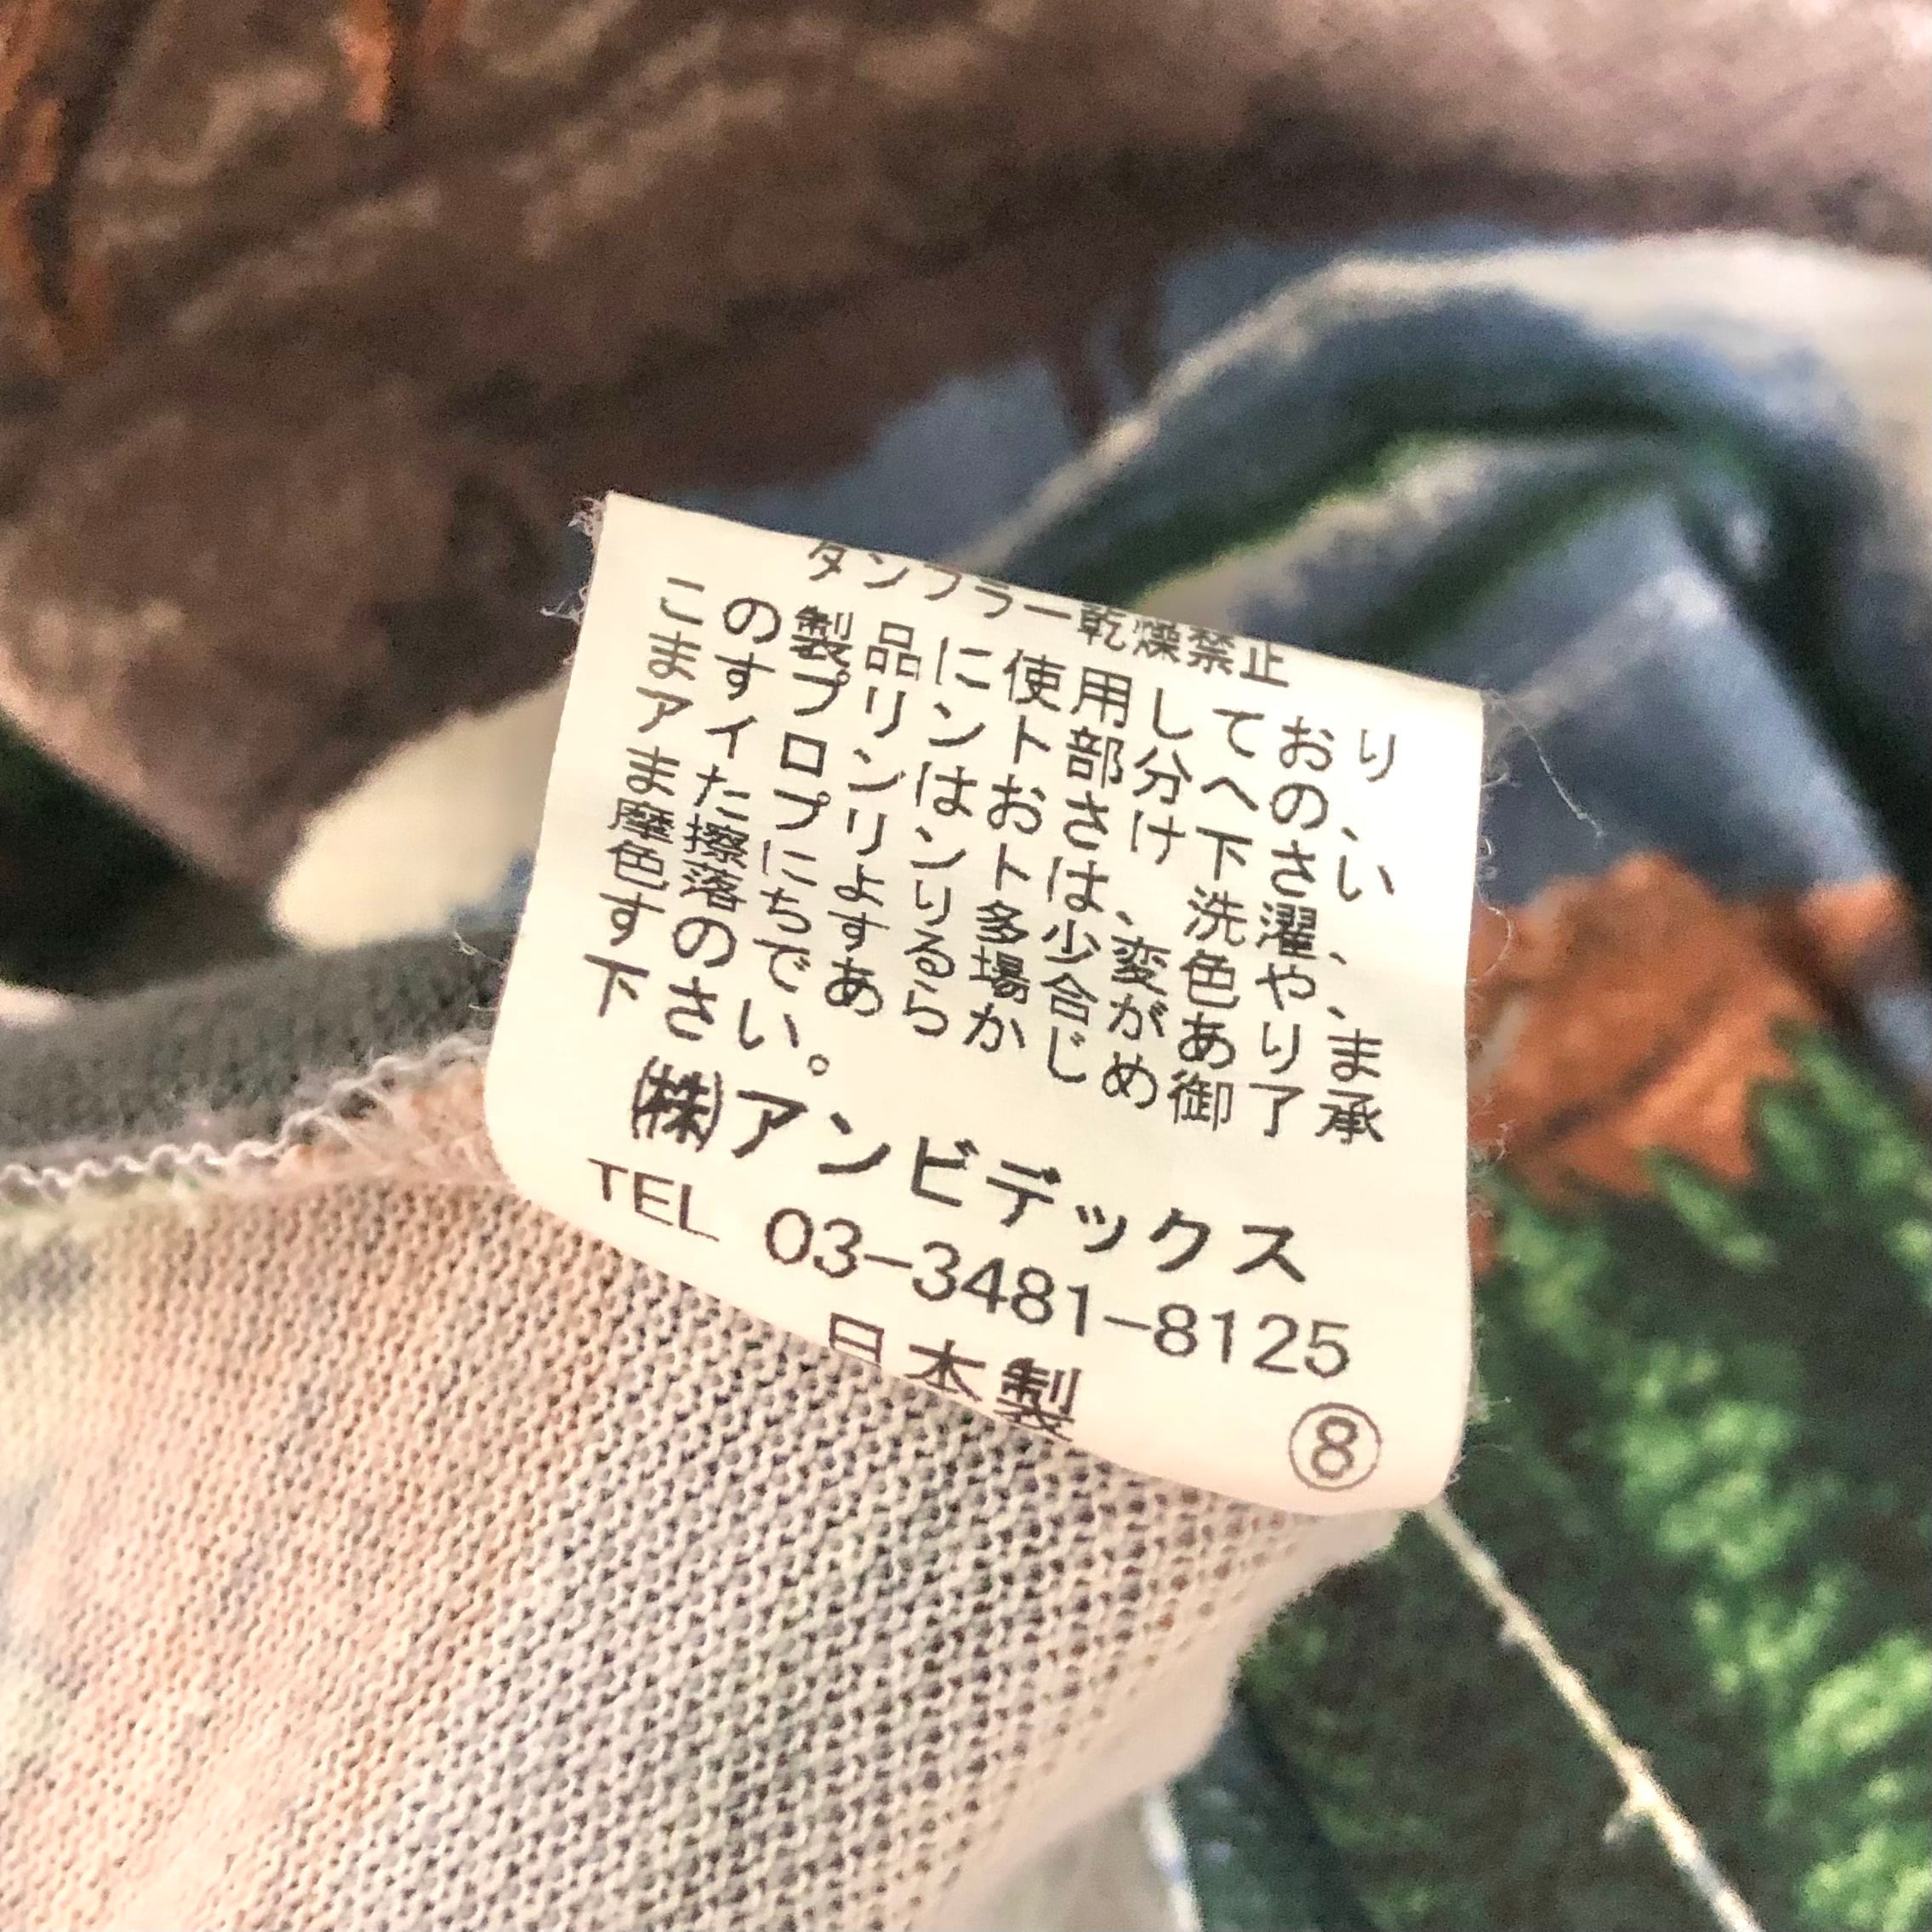 タンブラー乾燥禁止
この製品に使用しており
ますプリント部分への、
アイロンはおさけ下さい
またプリントは、洗濯、
摩擦により多少変色や、
色落ちする場合がありま
すのであらかじめ御了承
下さい。
㈱アンビデックス
TEL 03-3481-8125
日本製
⑧